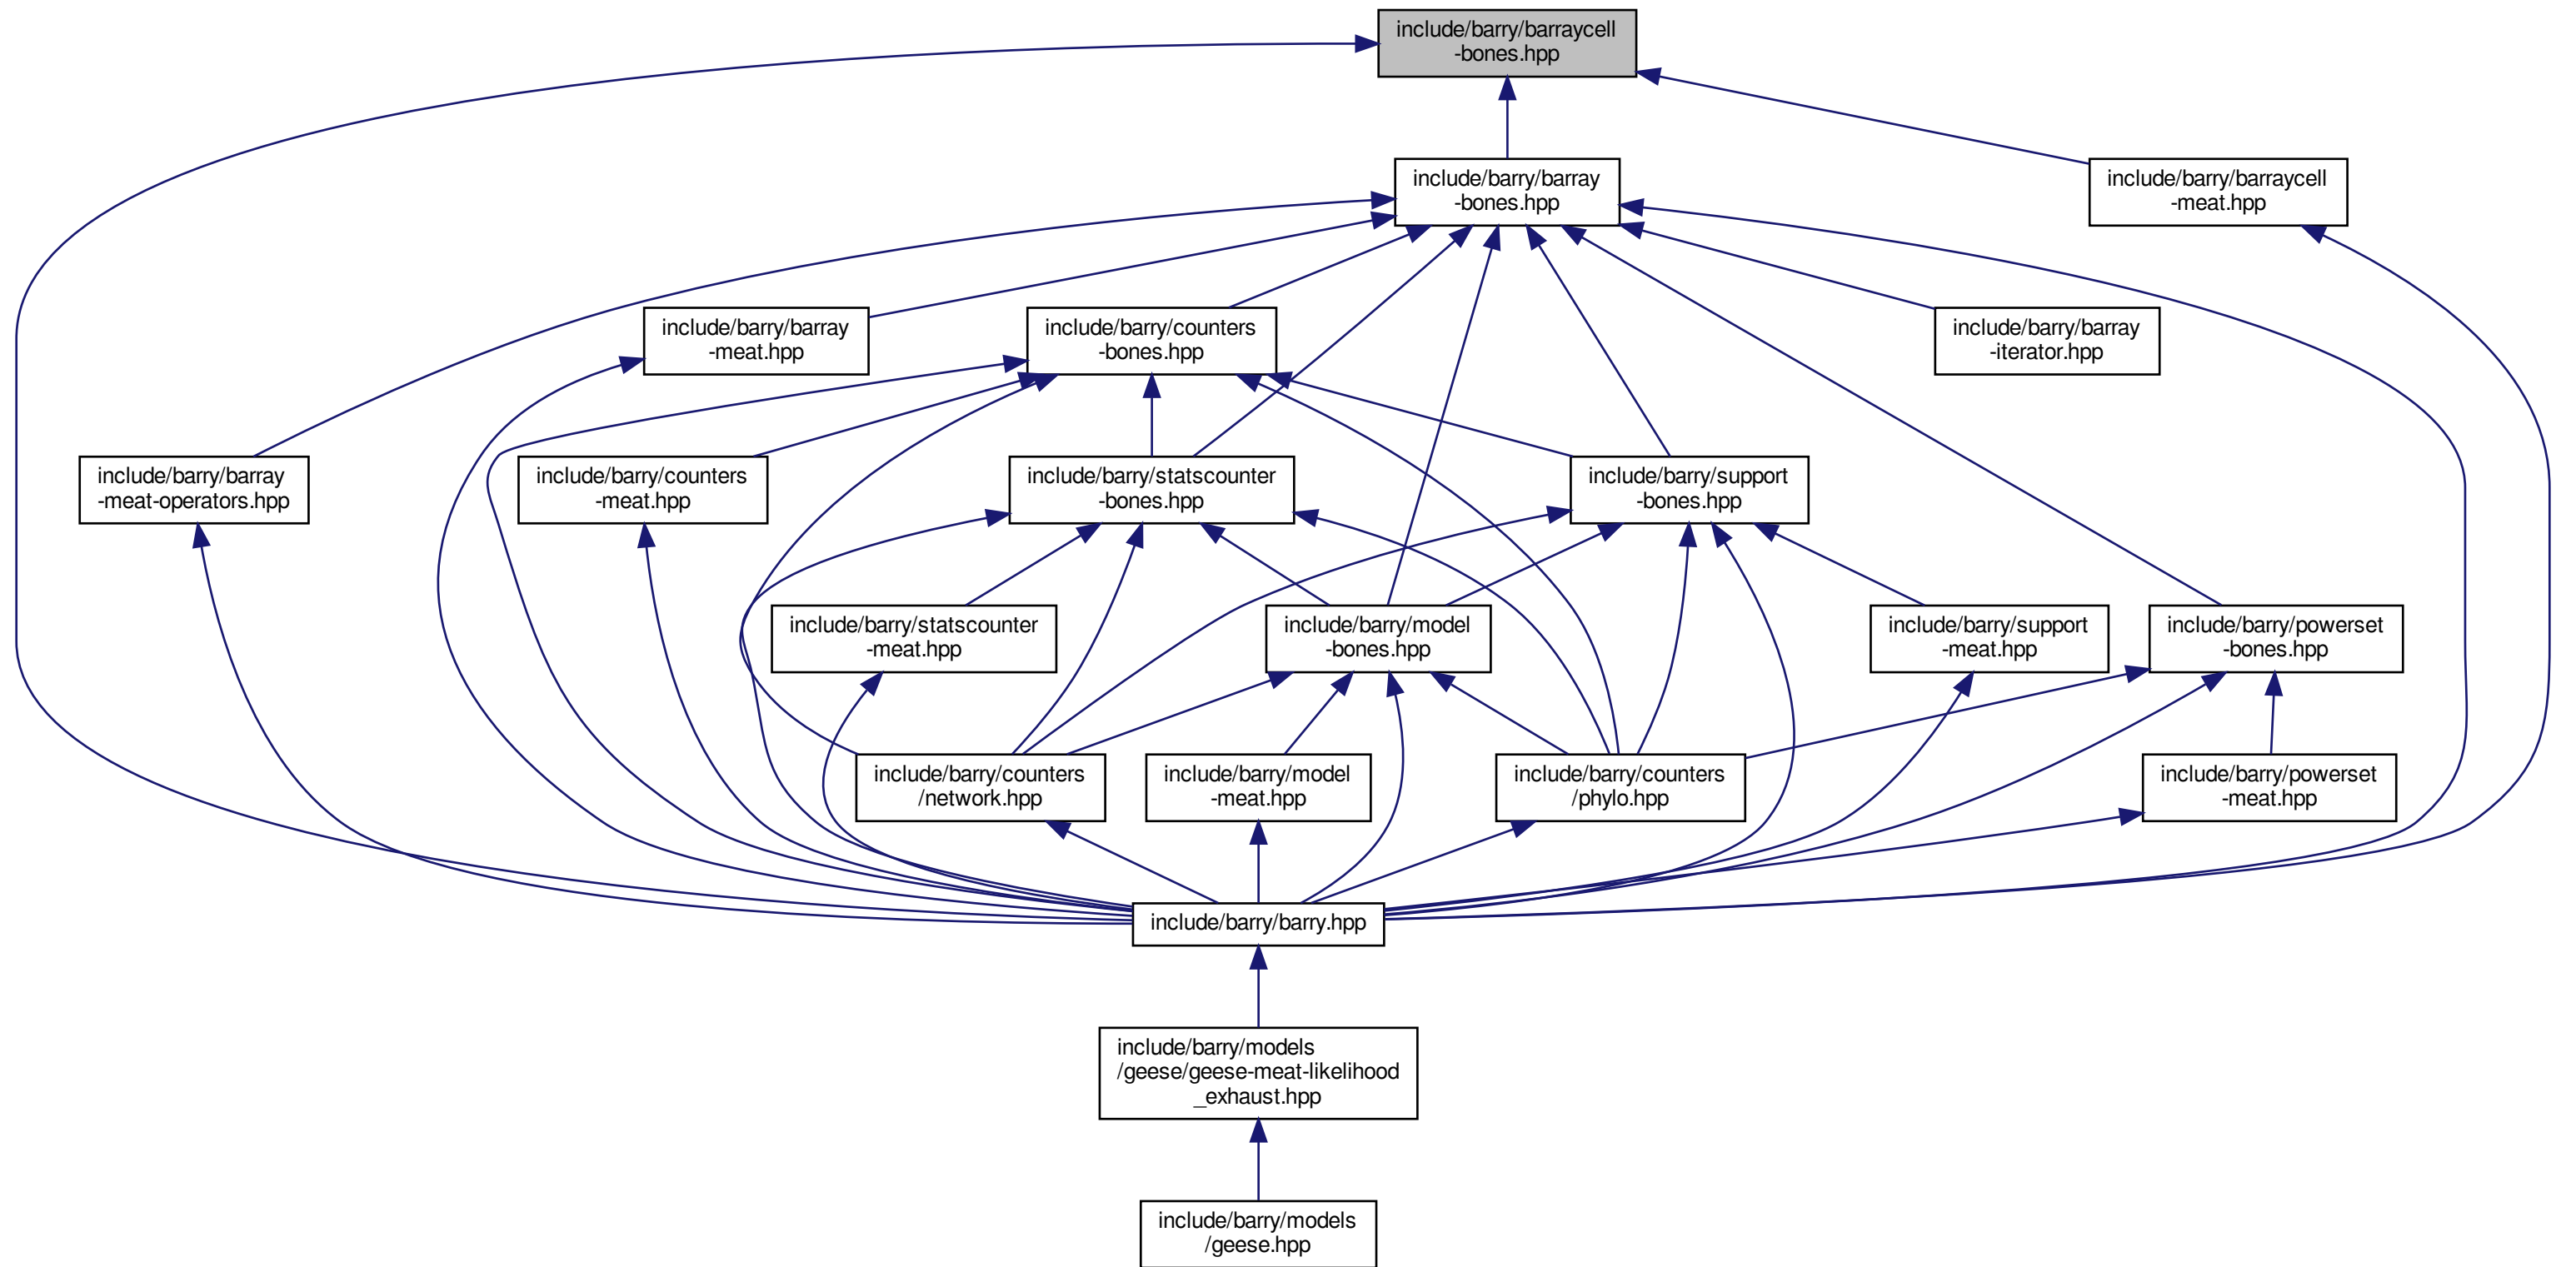 include/barry/barraycell
-bones.hpp
include/barry/barray
-bones.hpp
include/barry/barraycell
-meat.hpp
include/barry/barray
-meat.hpp
include/barry/counters
-bones.hpp
include/barry/barray
-iterator.hpp
include/barry/barray
-meat-operators.hpp
include/barry/counters
-meat.hpp
include/barry/statscounter
-bones.hpp
include/barry/support
-bones.hpp
include/barry/statscounter
-meat.hpp
include/barry/model
-bones.hpp
include/barry/support
-meat.hpp
include/barry/powerset
-bones.hpp
include/barry/counters
/network.hpp
include/barry/model
-meat.hpp
include/barry/counters
/phylo.hpp
include/barry/powerset
-meat.hpp
include/barry/barry.hpp
include/barry/models
/geese/geese-meat-likelihood
_exhaust.hpp
include/barry/models
/geese.hpp